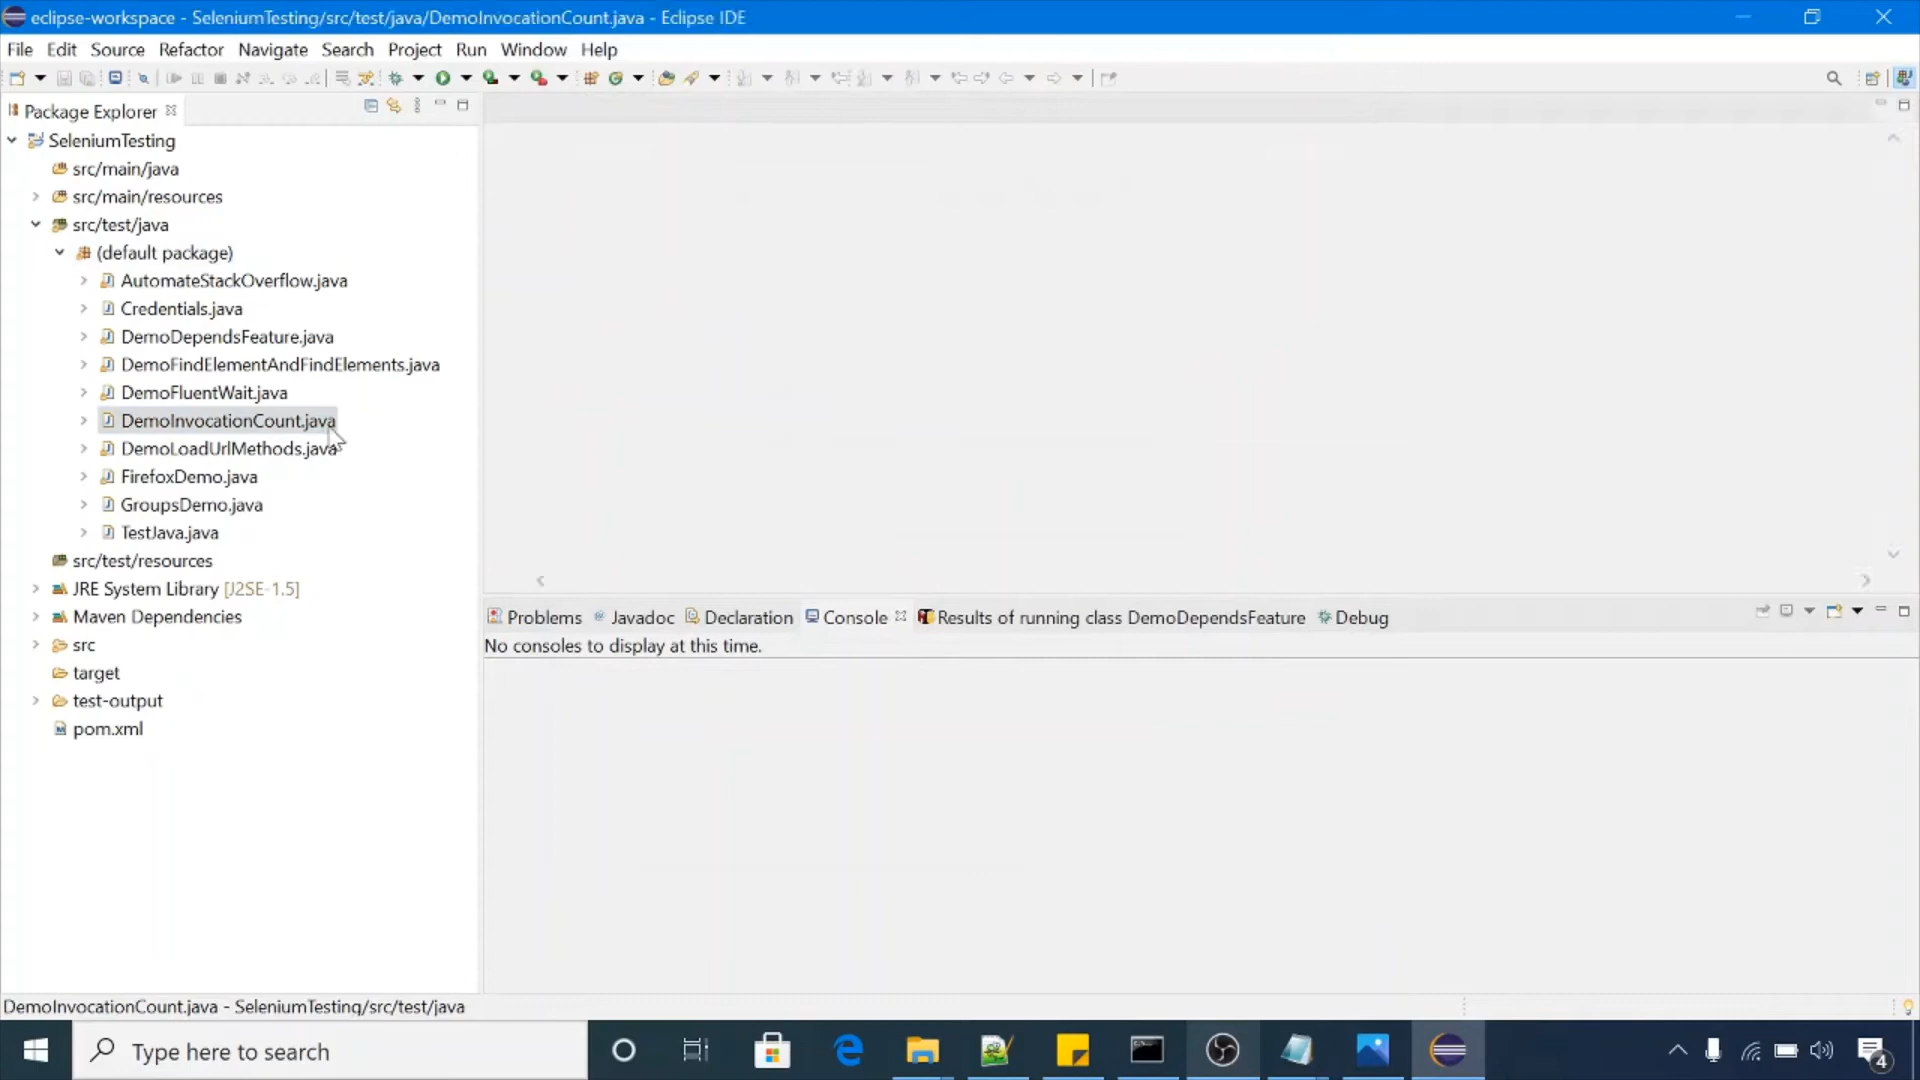 eclipse-workspace - SeleniumTesting/src/test/java/DemoInvocationCount.java - Eclipse IDE
File Edit Source Refactor Navigate Search Project Run Window Help
Package Explorer
SeleniumTesting
src/main/java
src/main/resources
src/test/java
(default package)
AutomateStackOverflow.java
Credentials.java
DemoDependsFeature.java
DemoFindElementAndFindElements.java
DemoFluentWait.java
DemoInvocationCount.java
DemoLoadUrlMethods.java
FirefoxDemo.java
GroupsDemo.java
TestJava.java
src/test/resources
JRE System Library [J2SE-1.5]
Maven Dependencies
src
target
test-output
pom.xml
Problems Javadoc Declaration Console Results of running class DemoDependsFeature Debug
No consoles to display at this time.
DemoInvocationCount.java - SeleniumTesting/src/test/java
Type here to search
4